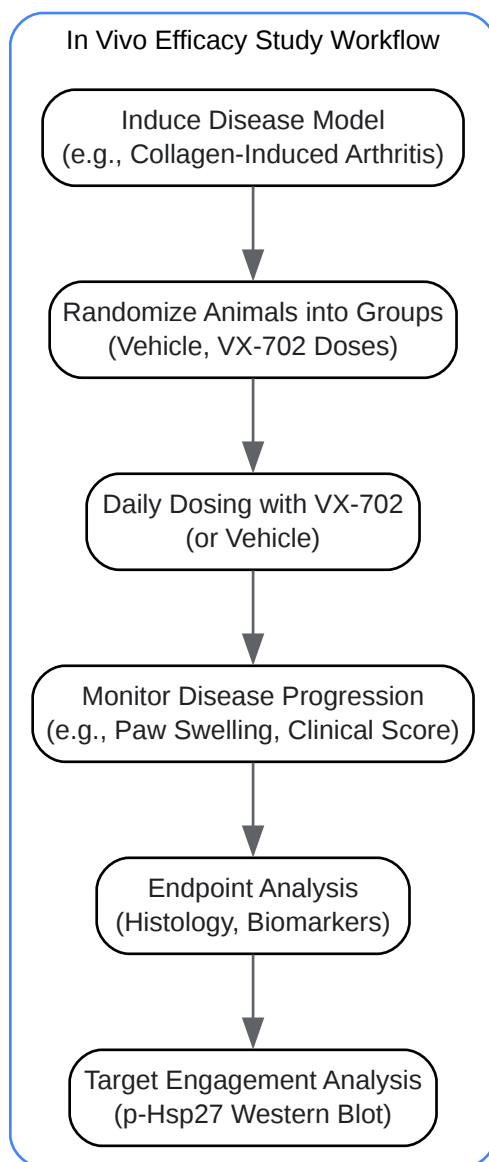 In Vivo Efficacy Study Workflow
Induce Disease Model
(e.g., Collagen-Induced Arthritis)
Randomize Animals into Groups
(Vehicle, VX-702 Doses)
Daily Dosing with VX-702
(or Vehicle)
Monitor Disease Progression
(e.g., Paw Swelling, Clinical Score)
Endpoint Analysis
(Histology, Biomarkers)
Target Engagement Analysis
(p-Hsp27 Western Blot)